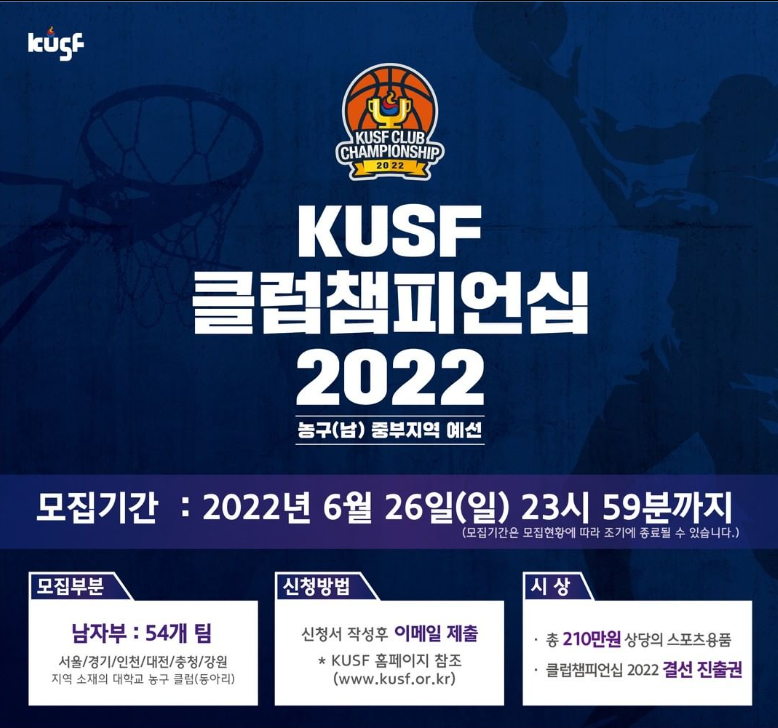 KUSF
KUSF CLUB
CHAMPIONSHIP
2022
KUSF
클럽챔피언십
2022
농구(남) 중부지역 예선
모집기간 : 2022년 6월 26일(일) 23시 59분까지
(모집기간은 모집현황에 따라 조기에 종료될 수 있습니다.)
모집부분
남자부 : 54개 팀
서울/경기/인천/대전/충청/강원
지역 소재의 대학교 농구 클럽(동아리)
신청방법
신청서 작성후 이메일 제출
* KUSF 홈페이지 참조
(www.kusf.or.kr)
시 상
· 총 210만원 상당의 스포츠용품
· 클럽챔피언십 2022 결선 진출권